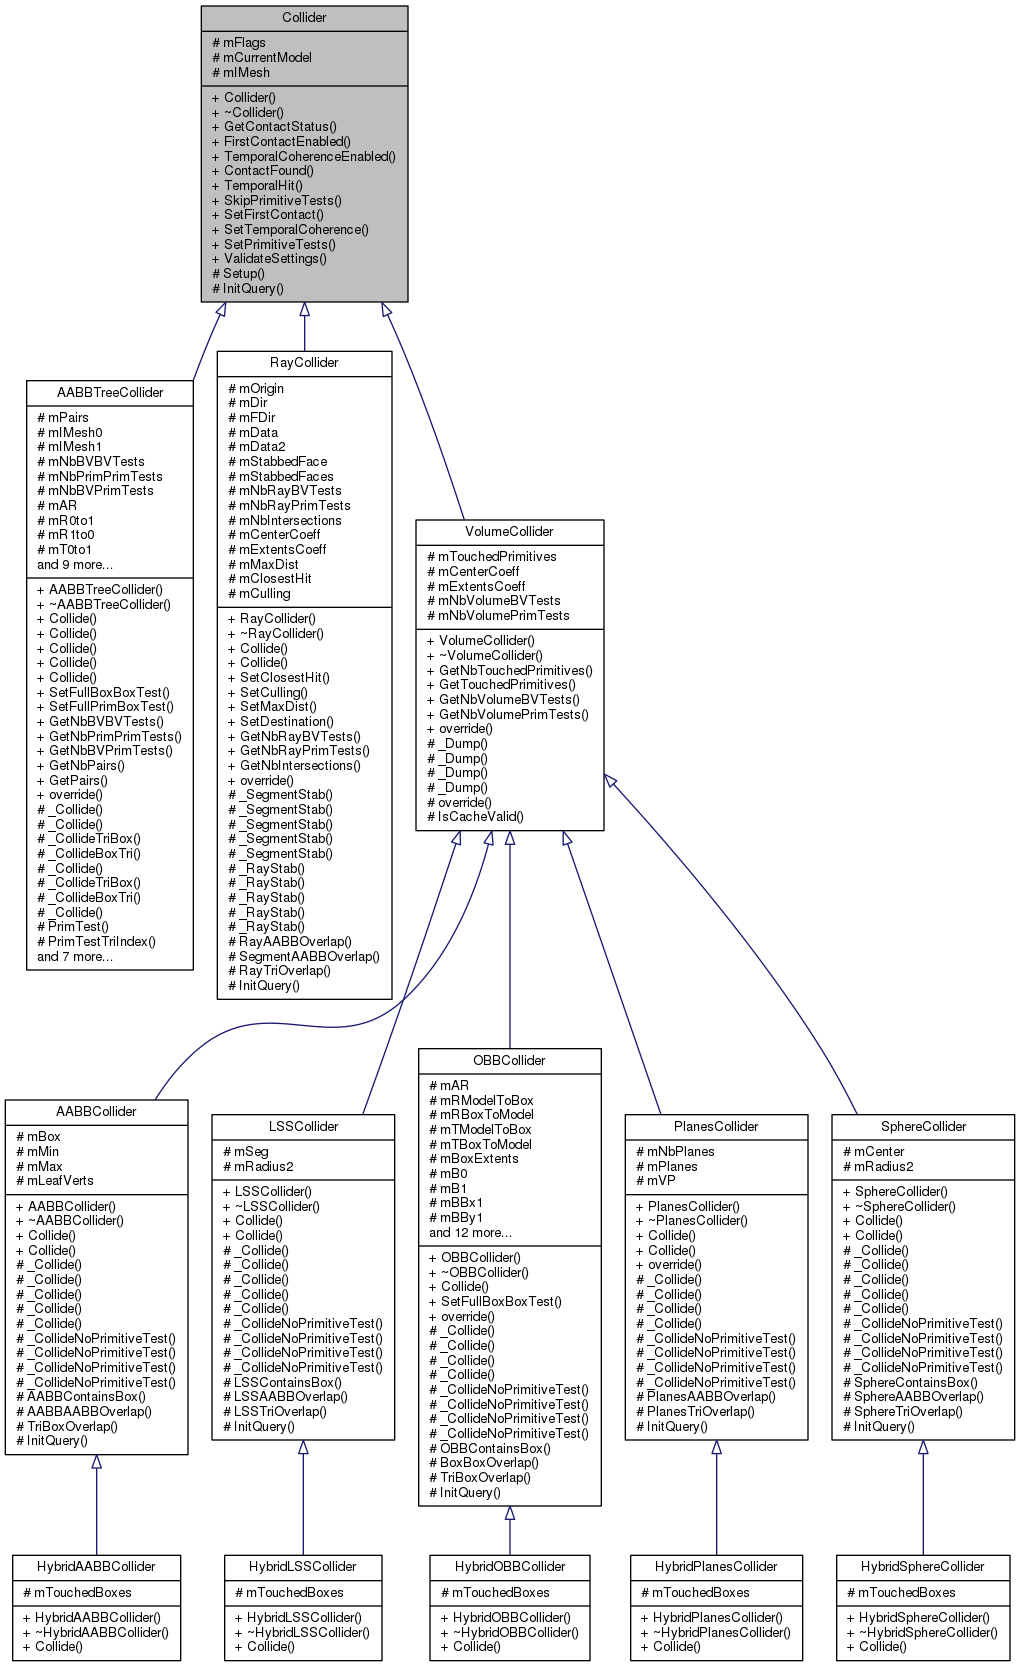 Collider
# mFlags
# mCurrentModel
# mIMesh
+ Collider()
+ ~Collider()
+ GetContactStatus()
+ FirstContactEnabled()
+ TemporalCoherenceEnabled()
+ ContactFound()
+ TemporalHit()
+ SkipPrimitiveTests()
+ SetFirstContact()
+ SetTemporalCoherence()
+ SetPrimitiveTests()
+ ValidateSettings()
# Setup()
# InitQuery()
AABBTreeCollider
# mPairs
# mIMesh0
# mIMesh1
# mNbBVBVTests
# mNbPrimPrimTests
# mNbBVPrimTests
# mAR
# mR0to1
# mR1to0
# mT0to1
and 9 more...
+ AABBTreeCollider()
+ ~AABBTreeCollider()
+ Collide()
+ Collide()
+ Collide()
+ Collide()
+ Collide()
+ SetFullBoxBoxTest()
+ SetFullPrimBoxTest()
+ GetNbBVBVTests()
+ GetNbPrimPrimTests()
+ GetNbBVPrimTests()
+ GetNbPairs()
+ GetPairs()
+ override()
# _Collide()
# _Collide()
# _CollideTriBox()
# _CollideBoxTri()
# _Collide()
# _CollideTriBox()
# _CollideBoxTri()
# _Collide()
# PrimTest()
# PrimTestTriIndex()
and 7 more...
RayCollider
# mOrigin
# mDir
# mFDir
# mData
# mData2
# mStabbedFace
# mStabbedFaces
# mNbRayBVTests
# mNbRayPrimTests
# mNbIntersections
# mCenterCoeff
# mExtentsCoeff
# mMaxDist
# mClosestHit
# mCulling
+ RayCollider()
+ ~RayCollider()
+ Collide()
+ Collide()
+ SetClosestHit()
+ SetCulling()
+ SetMaxDist()
+ SetDestination()
+ GetNbRayBVTests()
+ GetNbRayPrimTests()
+ GetNbIntersections()
+ override()
# _SegmentStab()
# _SegmentStab()
# _SegmentStab()
# _SegmentStab()
# _SegmentStab()
# _RayStab()
# _RayStab()
# _RayStab()
# _RayStab()
# _RayStab()
# RayAABBOverlap()
# SegmentAABBOverlap()
# RayTriOverlap()
# InitQuery()
VolumeCollider
# mTouchedPrimitives
# mCenterCoeff
# mExtentsCoeff
# mNbVolumeBVTests
# mNbVolumePrimTests
+ VolumeCollider()
+ ~VolumeCollider()
+ GetNbTouchedPrimitives()
+ GetTouchedPrimitives()
+ GetNbVolumeBVTests()
+ GetNbVolumePrimTests()
+ override()
# _Dump()
# _Dump()
# _Dump()
# _Dump()
# override()
# IsCacheValid()
AABBCollider
# mBox
# mMin
# mMax
# mLeafVerts
+ AABBCollider()
+ ~AABBCollider()
+ Collide()
+ Collide()
# _Collide()
# _Collide()
# _Collide()
# _Collide()
# _Collide()
# _CollideNoPrimitiveTest()
# _CollideNoPrimitiveTest()
# _CollideNoPrimitiveTest()
# _CollideNoPrimitiveTest()
# AABBContainsBox()
# AABBAABBOverlap()
# TriBoxOverlap()
# InitQuery()
LSSCollider
# mSeg
# mRadius2
+ LSSCollider()
+ ~LSSCollider()
+ Collide()
+ Collide()
# _Collide()
# _Collide()
# _Collide()
# _Collide()
# _Collide()
# _CollideNoPrimitiveTest()
# _CollideNoPrimitiveTest()
# _CollideNoPrimitiveTest()
# _CollideNoPrimitiveTest()
# LSSContainsBox()
# LSSAABBOverlap()
# LSSTriOverlap()
# InitQuery()
OBBCollider
# mAR
# mRModelToBox
# mRBoxToModel
# mTModelToBox
# mTBoxToModel
# mBoxExtents
# mB0
# mB1
# mBBx1
# mBBy1
and 12 more...
+ OBBCollider()
+ ~OBBCollider()
+ Collide()
+ SetFullBoxBoxTest()
+ override()
# _Collide()
# _Collide()
# _Collide()
# _Collide()
# _CollideNoPrimitiveTest()
# _CollideNoPrimitiveTest()
# _CollideNoPrimitiveTest()
# _CollideNoPrimitiveTest()
# OBBContainsBox()
# BoxBoxOverlap()
# TriBoxOverlap()
# InitQuery()
PlanesCollider
# mNbPlanes
# mPlanes
# mVP
+ PlanesCollider()
+ ~PlanesCollider()
+ Collide()
+ Collide()
+ override()
# _Collide()
# _Collide()
# _Collide()
# _Collide()
# _CollideNoPrimitiveTest()
# _CollideNoPrimitiveTest()
# _CollideNoPrimitiveTest()
# _CollideNoPrimitiveTest()
# PlanesAABBOverlap()
# PlanesTriOverlap()
# InitQuery()
SphereCollider
# mCenter
# mRadius2
+ SphereCollider()
+ ~SphereCollider()
+ Collide()
+ Collide()
# _Collide()
# _Collide()
# _Collide()
# _Collide()
# _Collide()
# _CollideNoPrimitiveTest()
# _CollideNoPrimitiveTest()
# _CollideNoPrimitiveTest()
# _CollideNoPrimitiveTest()
# SphereContainsBox()
# SphereAABBOverlap()
# SphereTriOverlap()
# InitQuery()
HybridAABBCollider
# mTouchedBoxes
+ HybridAABBCollider()
+ ~HybridAABBCollider()
+ Collide()
HybridLSSCollider
# mTouchedBoxes
+ HybridLSSCollider()
+ ~HybridLSSCollider()
+ Collide()
HybridOBBCollider
# mTouchedBoxes
+ HybridOBBCollider()
+ ~HybridOBBCollider()
+ Collide()
HybridPlanesCollider
# mTouchedBoxes
+ HybridPlanesCollider()
+ ~HybridPlanesCollider()
+ Collide()
HybridSphereCollider
# mTouchedBoxes
+ HybridSphereCollider()
+ ~HybridSphereCollider()
+ Collide()